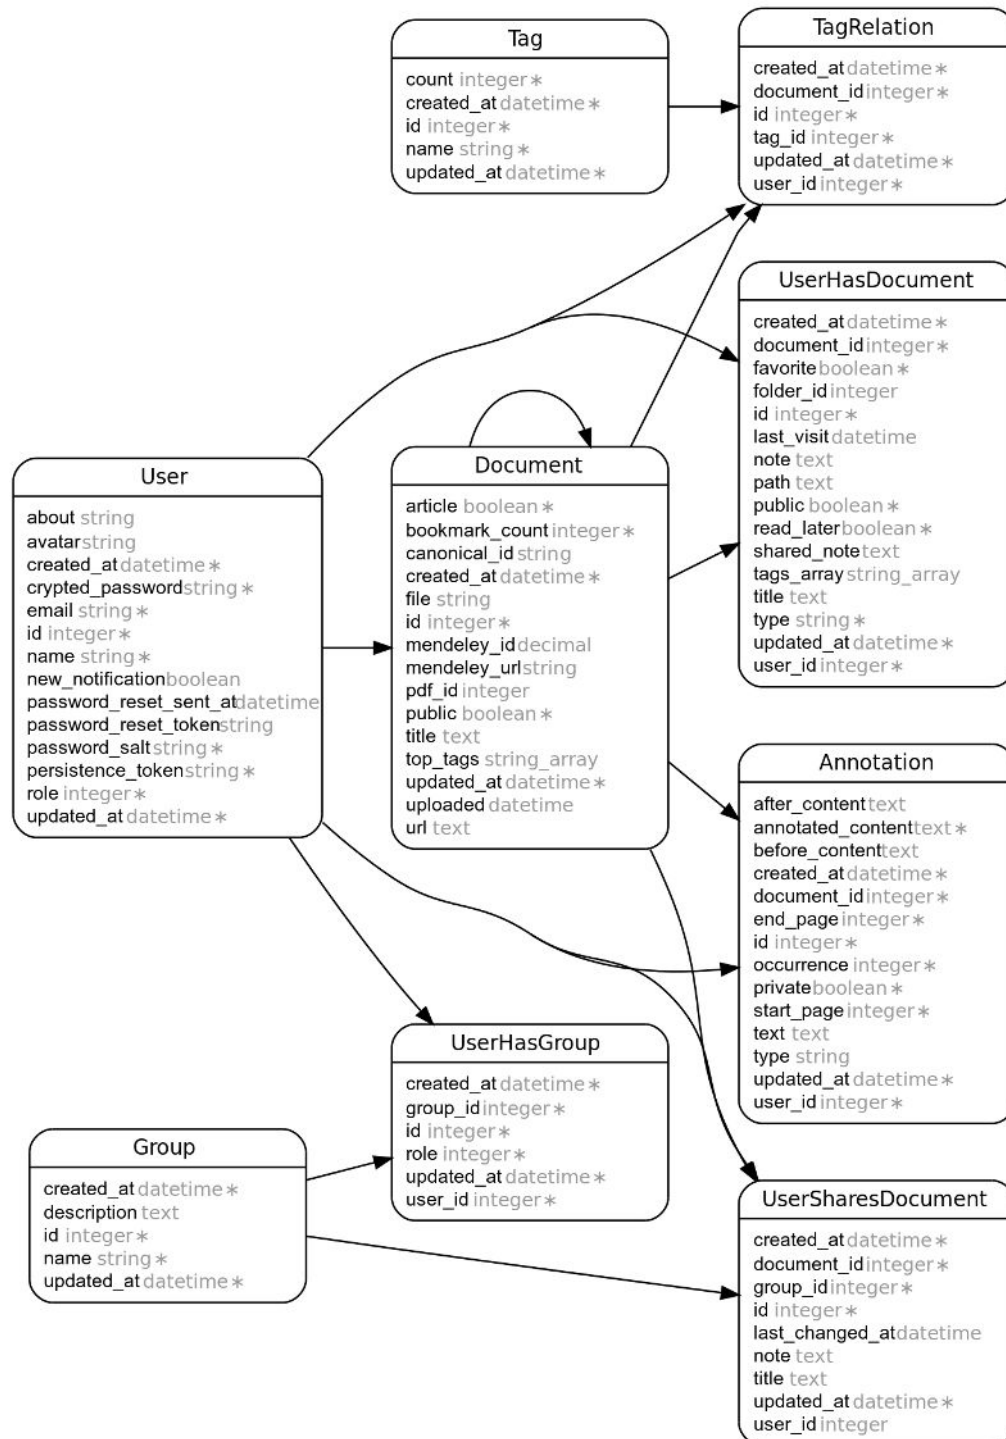 Tag
count integer ∗
created_at datetime ∗
id integer ∗
name string ∗
updated_at datetime ∗
TagRelation
created_at datetime ∗
document_id integer ∗
id integer ∗
tag_id integer ∗
updated_at datetime ∗
user_id integer ∗
UserHasDocument
created_at datetime ∗
document_id integer ∗
favorite boolean ∗
folder_id integer
id integer ∗
last_visit datetime
note text
path text
public boolean ∗
read_later boolean ∗
shared_note text
tags_array string_array
title text
type string ∗
updated_at datetime ∗
user_id integer ∗
User
about string
avatar string
created_at datetime ∗
crypted_password string ∗
email string ∗
id integer ∗
name string ∗
new_notification boolean
password_reset_sent_at datetime
password_reset_token string
password_salt string ∗
persistence_token string ∗
role integer ∗
updated_at datetime ∗
Document
article boolean ∗
bookmark_count integer ∗
canonical_id string
created_at datetime ∗
file string
id integer ∗
mendeley_id decimal
mendeley_url string
pdf_id integer
public boolean ∗
title text
top_tags string_array
updated_at datetime ∗
uploaded datetime
url text
Annotation
after_content text
annotated_content text ∗
before_content text
created_at datetime ∗
document_id integer ∗
end_page integer ∗
id integer ∗
occurrence integer ∗
private boolean ∗
start_page integer ∗
text text
type string
updated_at datetime ∗
user_id integer ∗
UserHasGroup
created_at datetime ∗
group_id integer ∗
id integer ∗
role integer ∗
updated_at datetime ∗
user_id integer ∗
Group
created_at datetime ∗
description text
id integer ∗
name string ∗
updated_at datetime ∗
UserSharesDocument
created_at datetime ∗
document_id integer ∗
group_id integer ∗
id integer ∗
last_changed_at datetime
note text
title text
updated_at datetime ∗
user_id integer